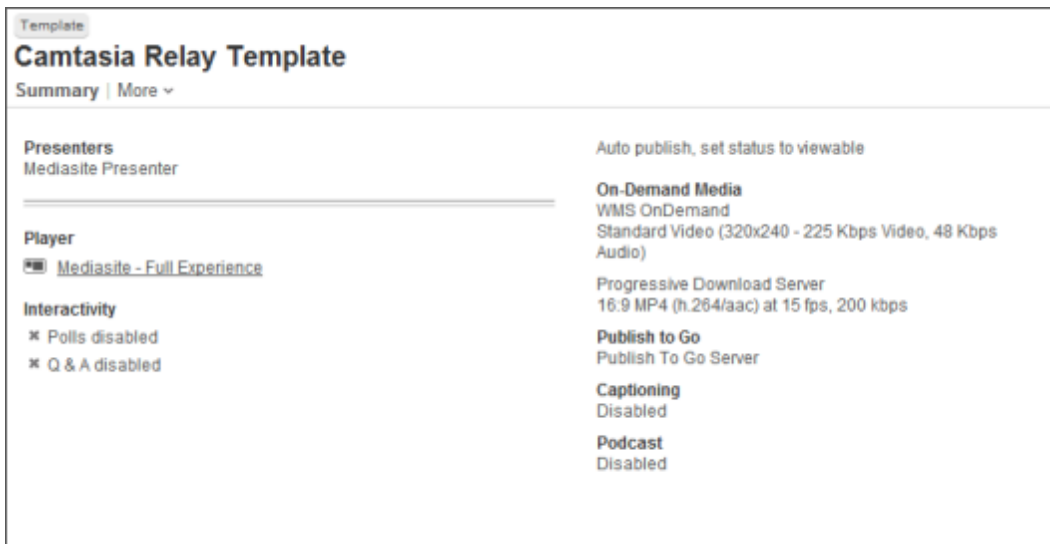 Template
Camtasia Relay Template
Summary | More
Presenters
Mediasite Presenter
Player
Mediasite - Full Experience
Interactivity
Polls disabled
Q & A disabled
Auto publish, set status to viewable
On-Demand Media
WMS OnDemand
Standard Video (320x240 - 225 Kbps Video, 48 Kbps
Audio)
Progressive Download Server
16:9 MP4 (h.264/aac) at 15 fps, 200 kbps
Publish to Go
Publish To Go Server
Captioning
Disabled
Podcast
Disabled